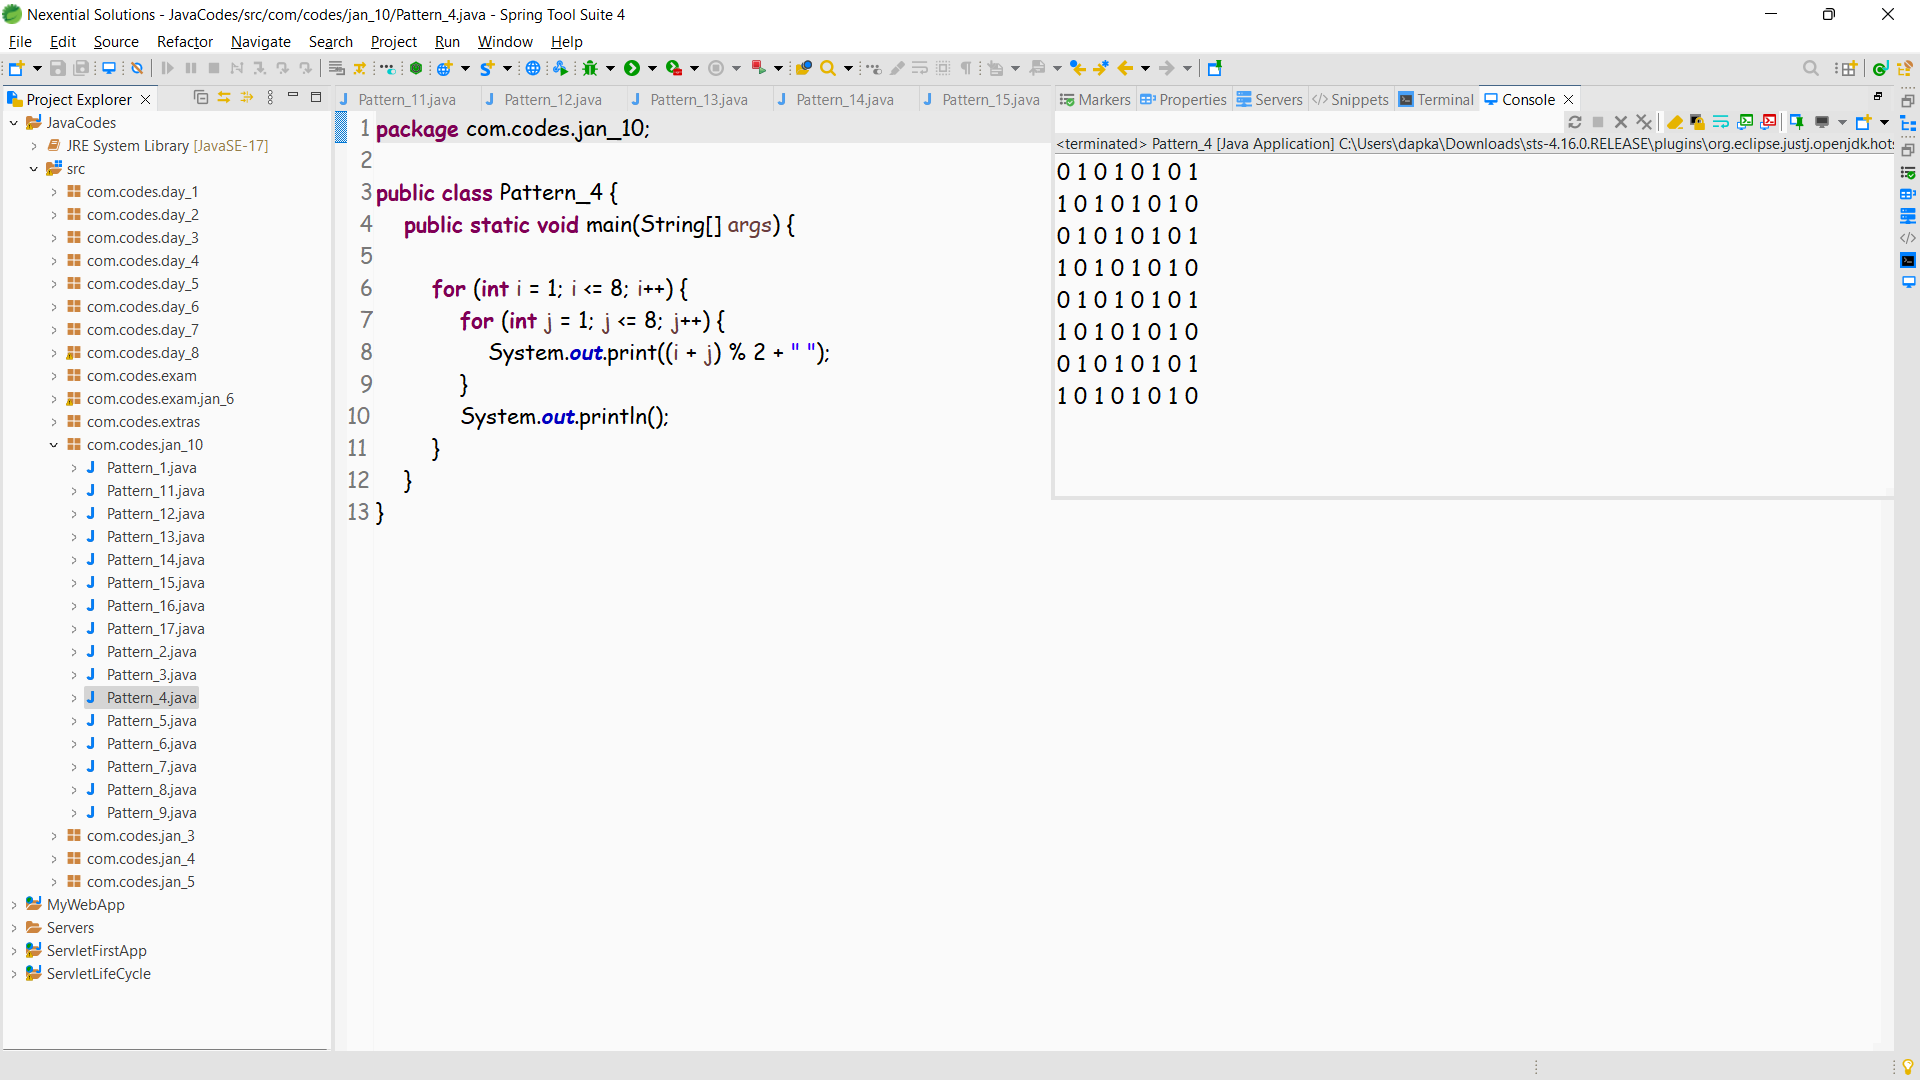 Nexential Solutions - JavaCodes/src/com/codes/jan_10/Pattern_4.java - Spring Tool Suite 4
File Edit Source Refactor Navigate Search Project Run Window Help
Project Explorer
JavaCodes
JRE System Library [JavaSE-17]
src
com.codes.day_1
com.codes.day_2
com.codes.day_3
com.codes.day_4
com.codes.day_5
com.codes.day_6
com.codes.day_7
com.codes.day_8
com.codes.exam
com.codes.exam.jan_6
com.codes.extras
com.codes.jan_10
Pattern_1.java
Pattern_11.java
Pattern_12.java
Pattern_13.java
Pattern_14.java
Pattern_15.java
Pattern_16.java
Pattern_17.java
Pattern_2.java
Pattern_3.java
Pattern_4.java
Pattern_5.java
Pattern_6.java
Pattern_7.java
Pattern_8.java
Pattern_9.java
com.codes.jan_3
com.codes.jan_4
com.codes.jan_5
MyWebApp
Servers
ServletFirstApp
ServletLifeCycle
Pattern_11.java Pattern_12.java Pattern_13.java Pattern_14.java Pattern_15.java
1 package com.codes.jan_10;
2
3 public class Pattern_4 {
4 public static void main(String[] args) {
5
6 for (int i = 1; i <= 8; i++) {
7 for (int j = 1; j <= 8; j++) {
8 System.out.print((i + j) % 2 + " ");
9 }
10 System.out.println();
11 }
12 }
13 }
Markers Properties Servers Snippets Terminal Console
<terminated> Pattern_4 [Java Application] C:\Users\dapka\Downloads\sts-4.16.0.RELEASE\plugins\org.eclipse.justj.openjdk.hots
0 1 0 1 0 1 0 1
1 0 1 0 1 0 1 0
0 1 0 1 0 1 0 1
1 0 1 0 1 0 1 0
0 1 0 1 0 1 0 1
1 0 1 0 1 0 1 0
0 1 0 1 0 1 0 1
1 0 1 0 1 0 1 0